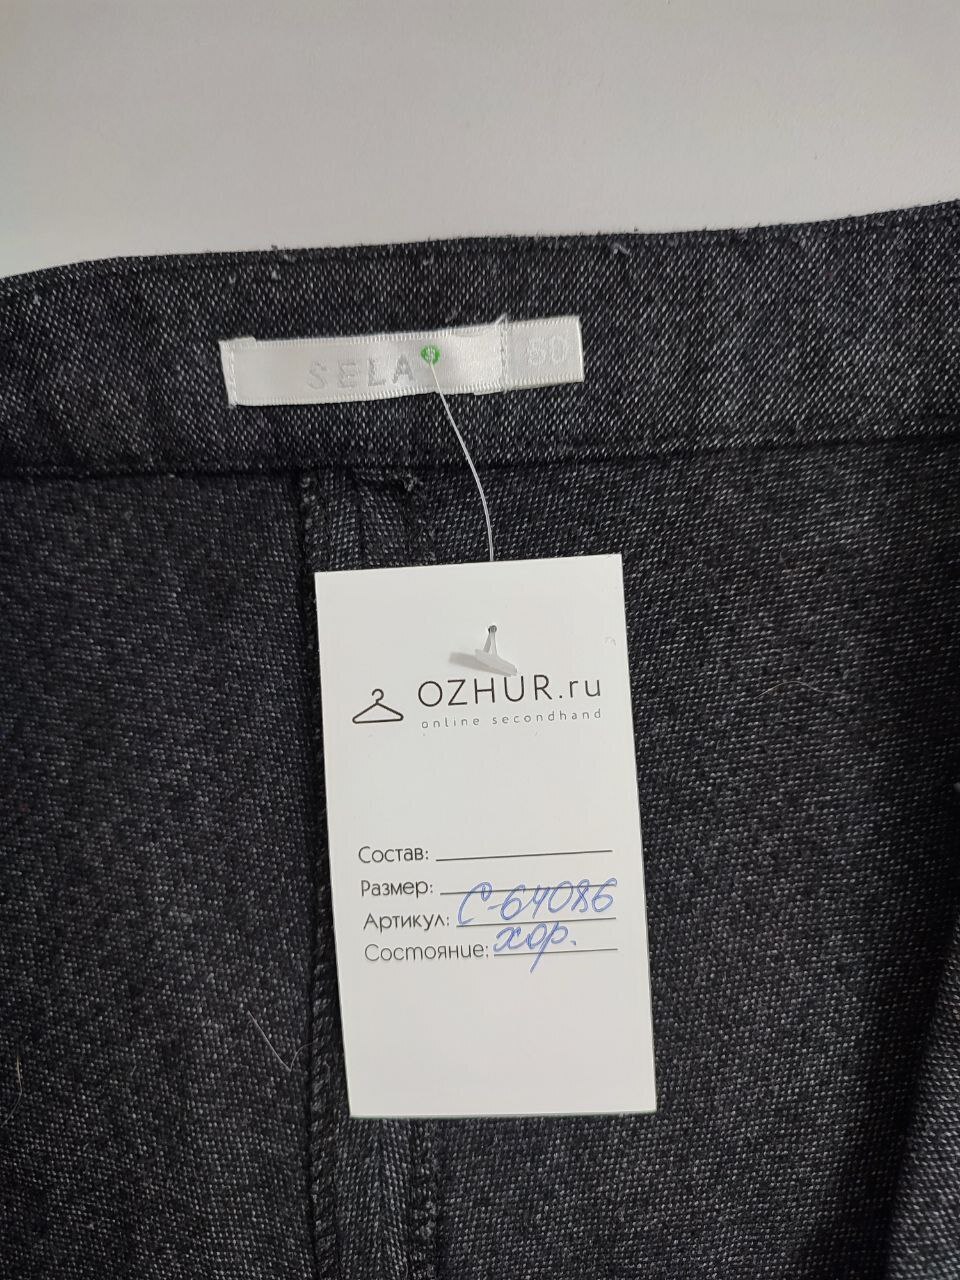 SELA
50
OZHUR.ru
online secondhand
Состав:
Размер:
Артикул: С-64086
Состояние: хор.